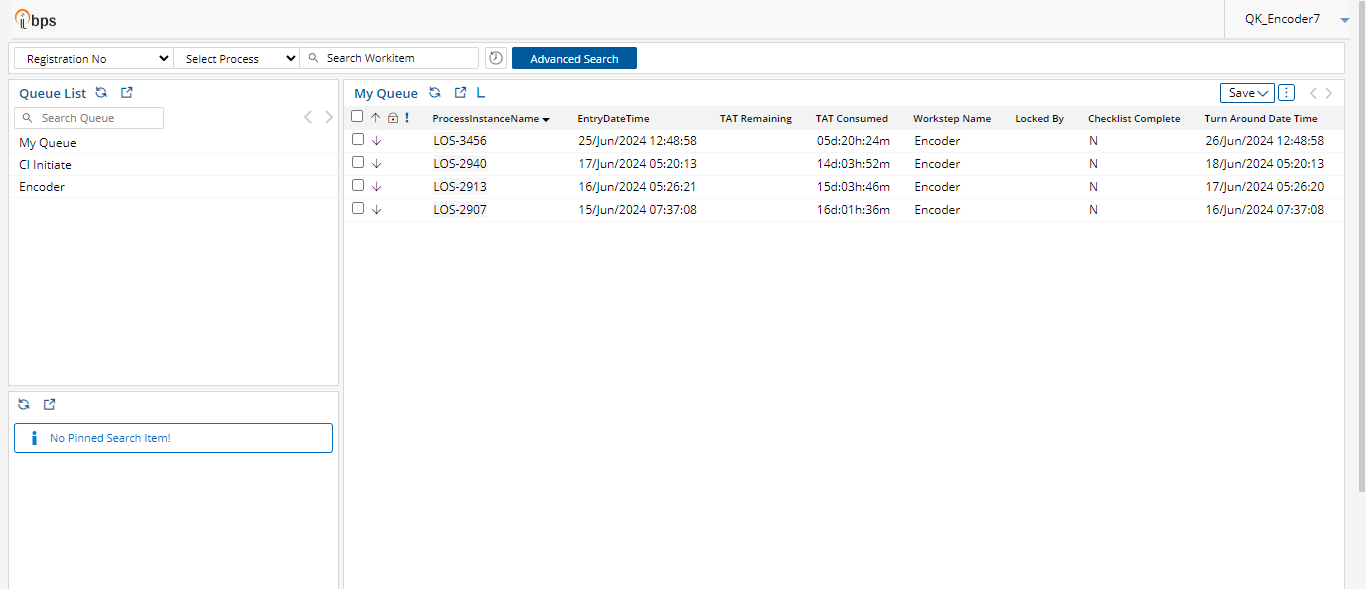 ibps
QK_Encoder7
Registration No
Select Process
Search Workitem
Advanced Search
Queue List
Search Queue
My Queue
CI Initiate
Encoder
No Pinned Search Item!
My Queue L
Save
! ProcessInstanceName EntryDateTime TAT Remaining TAT Consumed Workstep Name Locked By Checklist Complete Turn Around Date Time
LOS-3456 25/Jun/2024 12:48:58 05d:20h:24m Encoder N 26/Jun/2024 12:48:58
LOS-2940 17/Jun/2024 05:20:13 14d:03h:52m Encoder N 18/Jun/2024 05:20:13
LOS-2913 16/Jun/2024 05:26:21 15d:03h:46m Encoder N 17/Jun/2024 05:26:20
LOS-2907 15/Jun/2024 07:37:08 16d:01h:36m Encoder N 16/Jun/2024 07:37:08